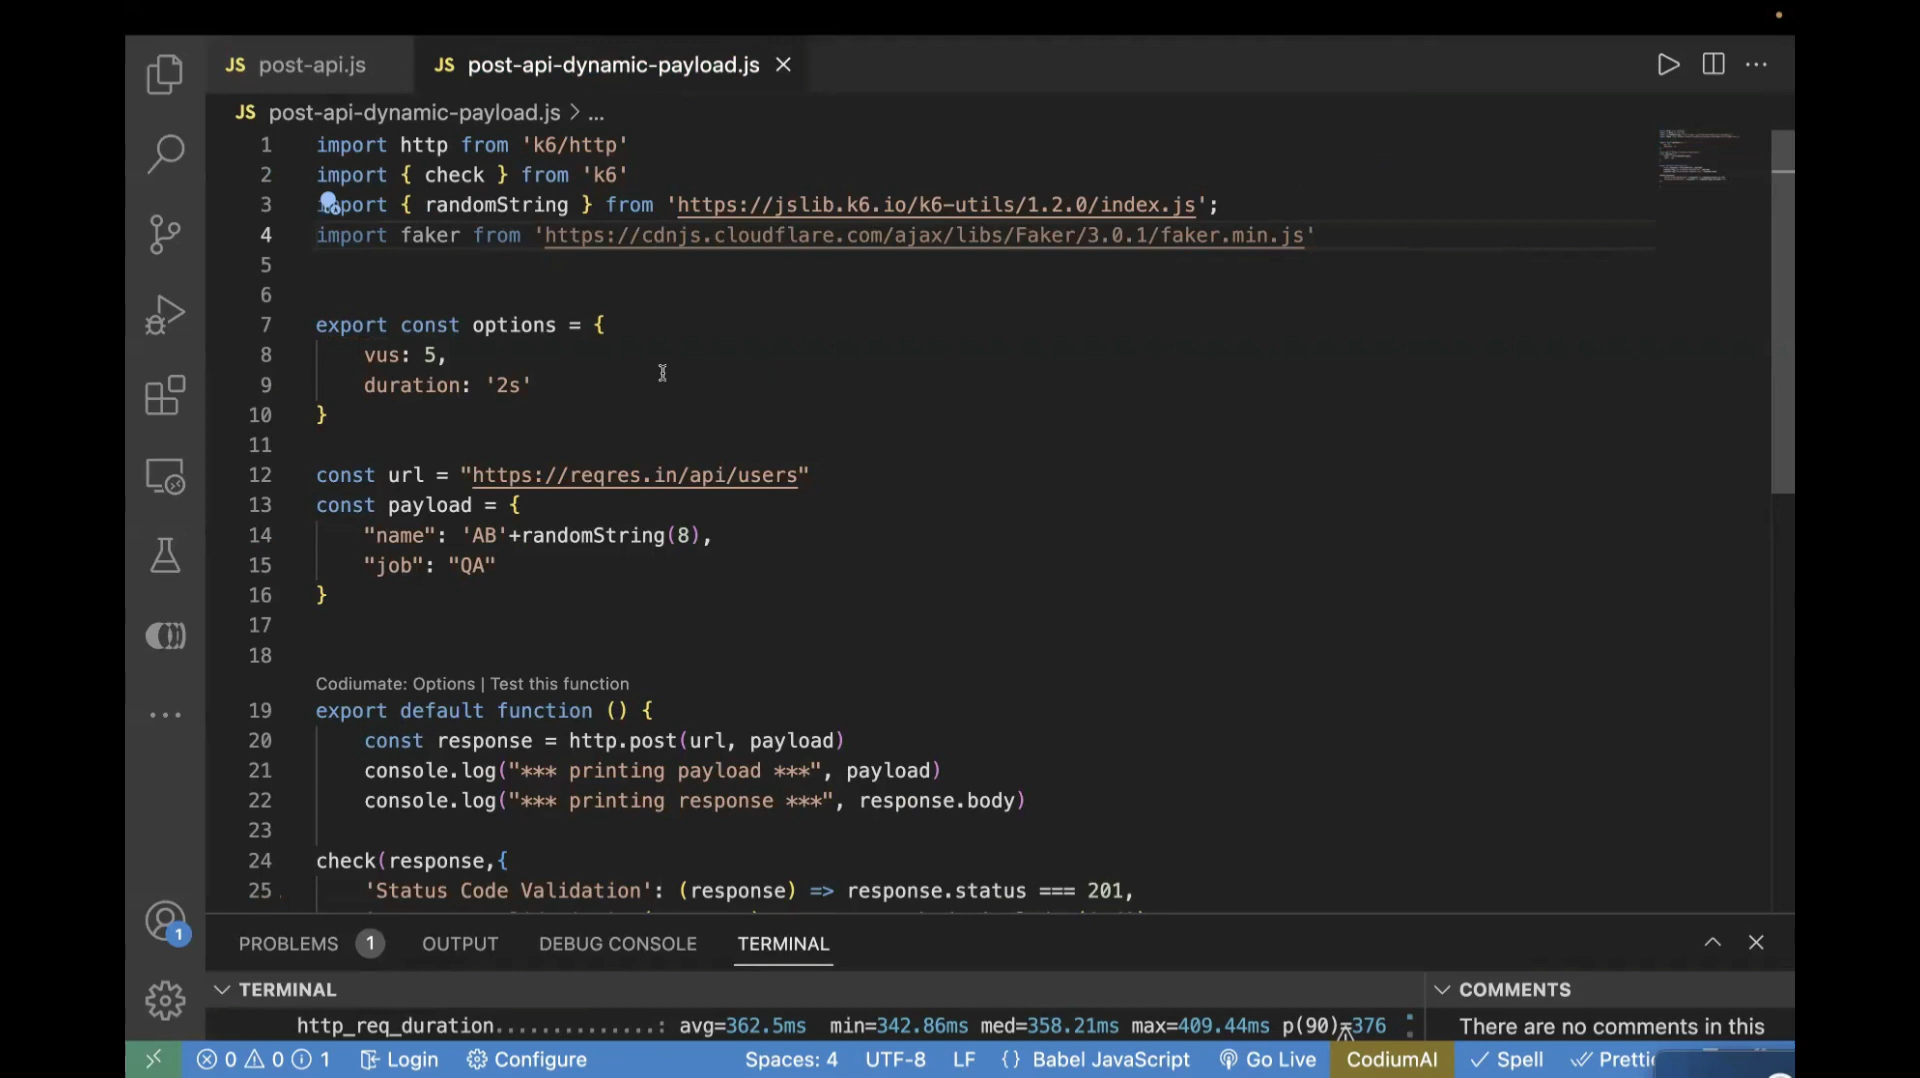 JS post-api.js
JS post-api-dynamic-payload.js
JS post-api-dynamic-payload.js > ...
1 import http from 'k6/http'
2 import { check } from 'k6'
3 import { randomString } from 'https://jslib.k6.io/k6-utils/1.2.0/index.js';
4 import faker from 'https://cdnjs.cloudflare.com/ajax/libs/Faker/3.0.1/faker.min.js'
5
6
7 export const options = {
8 vus: 5,
9 duration: '2s'
10 }
11
12 const url = "https://reqres.in/api/users"
13 const payload = {
14 "name": 'AB'+randomString(8),
15 "job": "QA"
16 }
17
18
Codiumate: Options | Test this function
19 export default function () {
20 const response = http.post(url, payload)
21 console.log("*** printing payload ***", payload)
22 console.log("*** printing response ***", response.body)
23
24 check(response,{
25 'Status Code Validation': (response) => response.status === 201,
1
PROBLEMS 1 OUTPUT DEBUG CONSOLE TERMINAL
TERMINAL
COMMENTS
http_req_duration..............: avg=362.5ms min=342.86ms med=358.21ms max=409.44ms p(90)=376
There are no comments in this
0 0 1 Login Configure Spaces: 4 UTF-8 LF {} Babel JavaScript Go Live CodiumAI Spell